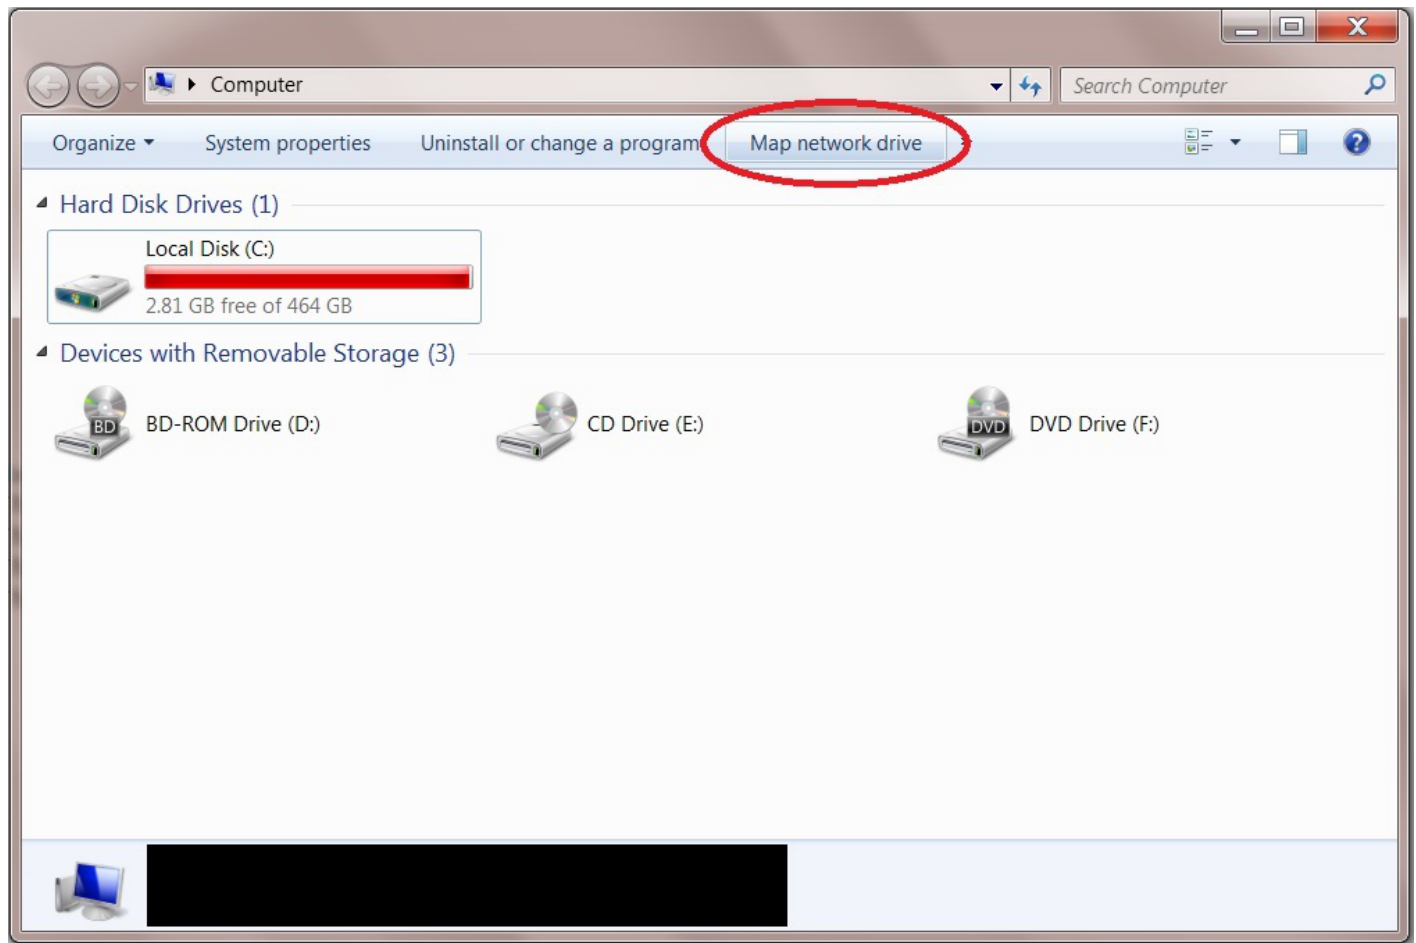 Computer
Search Computer
Organize System properties Uninstall or change a program Map network drive
Hard Disk Drives (1)
Local Disk (C:)
2.81 GB free of 464 GB
Devices with Removable Storage (3)
BD BD-ROM Drive (D:) CD Drive (E:) DVD DVD Drive (F:)